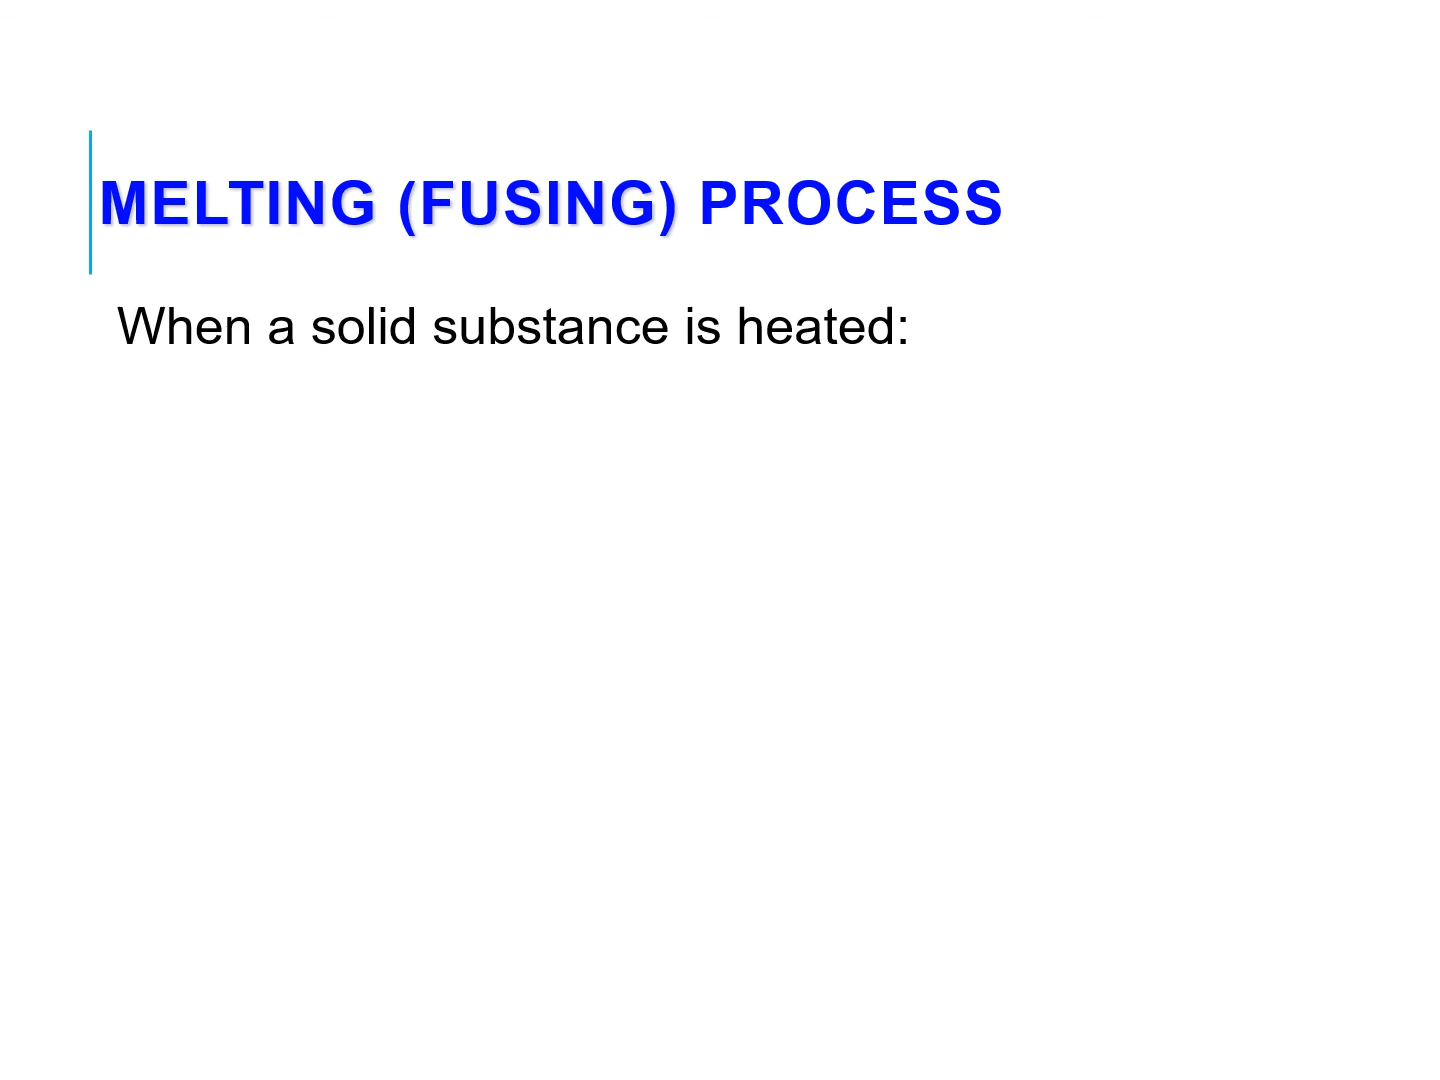 MELTING (FUSING) PROCESS
When a solid substance is heated: